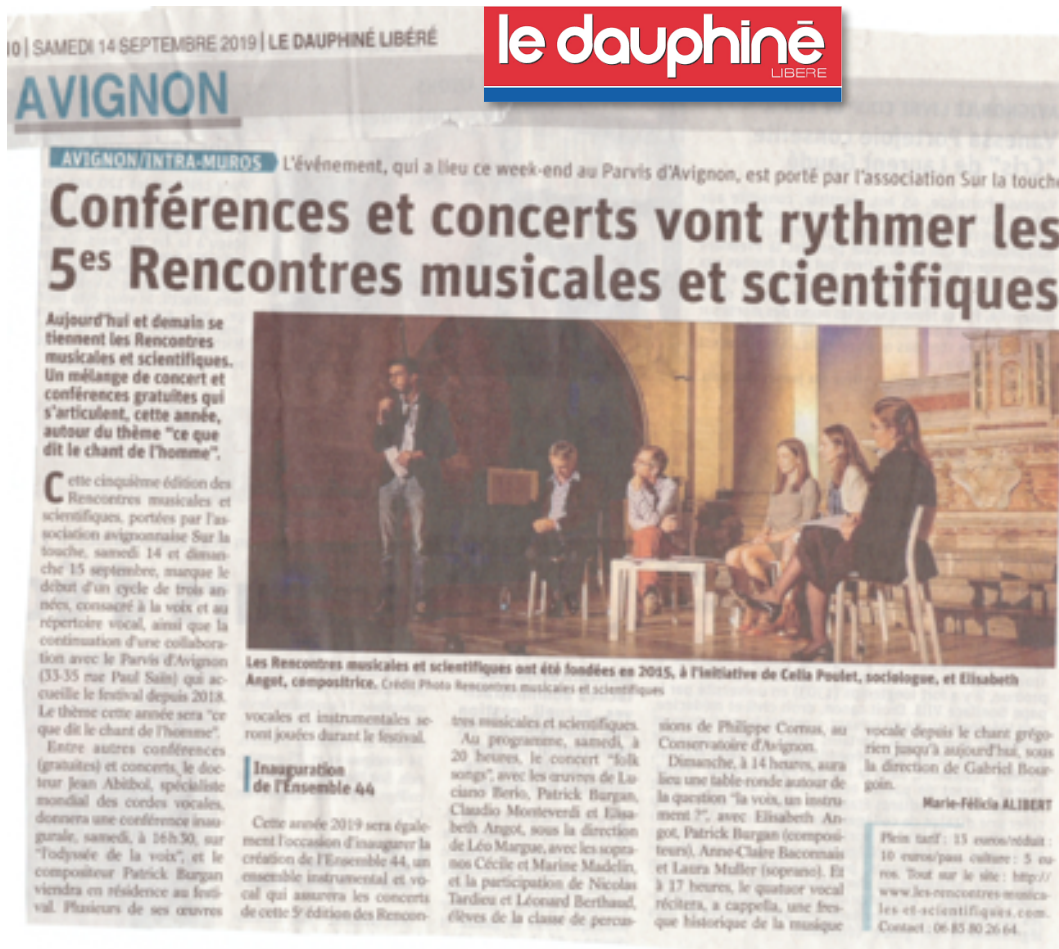 10 | SAMEDI 14 SEPTEMBRE 2019 | LE DAUPHINÉ LIBÉRÉ
le dauphiné
LIBERE
AVIGNON
AVIGNON/INTRA-MUROS L'événement, qui a lieu ce week-end au Parvis d'Avignon, est porté par l'association Sur la touche
Conférences et concerts vont rythmer les
5es Rencontres musicales et scientifiques
Aujourd'hui et demain se
tiennent les Rencontres
musicales et scientifiques.
Un mélange de concert et
conférences gratuites qui
s'articulent, cette année,
autour du thème "ce que
dit le chant de l'homme".
Cette cinquième édition des
Rencontres musicales et
scientifiques, portées par l'as-
sociation avignonnaise Sur la
touche, samedi 14 et diman-
che 15 septembre, marque le
début d'un cycle de trois an-
nées, consacré à la voix et au
répertoire vocal, ainsi que la
continuation d'une collabora-
tion avec le Parvis d'Avignon
(33-35 rue Paul Saïn) qui ac-
cueille le festival depuis 2018.
Le thème cette année sera "ce
que dit le chant de l'homme".
Entre autres conférences
(gratuites) et concerts, le doc-
teur Jean Abitbol, spécialiste
mondial des cordes vocales,
donnera une conférence inau-
gurale, samedi, à 16h30, sur
"l'odyssée de la voix", et le
compositeur Patrick Burgan
viendra en résidence au festi-
val. Plusieurs de ses œuvres
Les Rencontres musicales et scientifiques ont été fondées en 2015, à l'initiative de Celia Poulet, sociologue, et Elisabeth
Angot, compositrice. Crédit Photo Rencontres musicales et scientifiques
vocales et instrumentales se-
ront jouées durant le festival.
Inauguration
de l'Ensemble 44
Cette année 2019 sera égale-
ment l'occasion d'inaugurer la
création de l'Ensemble 44, un
ensemble instrumental et vo-
cal qui assurera les concerts
de cette 5e édition des Rencon-
tres musicales et scientifiques.
Au programme, samedi, à
20 heures, le concert "folk
songs", avec les œuvres de Lu-
ciano Berio, Patrick Burgan,
Claudio Monteverdi et Elisa-
beth Angot, sous la direction
de Léo Margue, avec les sopra-
nos Cécile et Marine Madelin,
et la participation de Nicolas
Tardieu et Léonard Berthaud,
élèves de la classe de percus-
sions de Philippe Cornus, au
Conservatoire d'Avignon.
Dimanche, à 14 heures, aura
lieu une table-ronde autour de
la question "la voix, un instru-
ment ?", avec Elisabeth An-
got, Patrick Burgan (composi-
teurs), Anne-Claire Baconnais
et Laura Muller (soprano). Et
à 17 heures, le quatuor vocal
récitera, a cappella, une fres-
que historique de la musique
vocale depuis le chant grégo-
rien jusqu'à aujourd'hui, sous
la direction de Gabriel Bour-
goin.
Marie-Félicia ALIBERT
Plein tarif : 15 euros/réduit :
10 euros/pass culture : 5 eu-
ros. Tout sur le site : http://
www.les-rencontres-musica-
les-et-scientifiques.com.
Contact : 06 85 80 26 64.